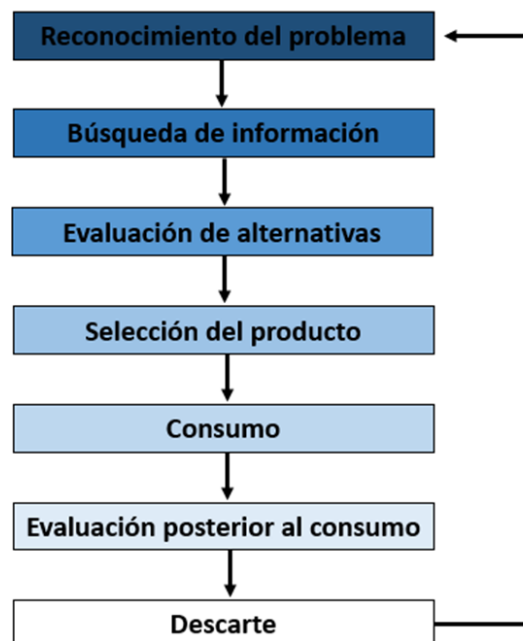 Reconocimiento del problema
Búsqueda de información
Evaluación de alternativas
Selección del producto
Consumo
Evaluación posterior al consumo
Descarte